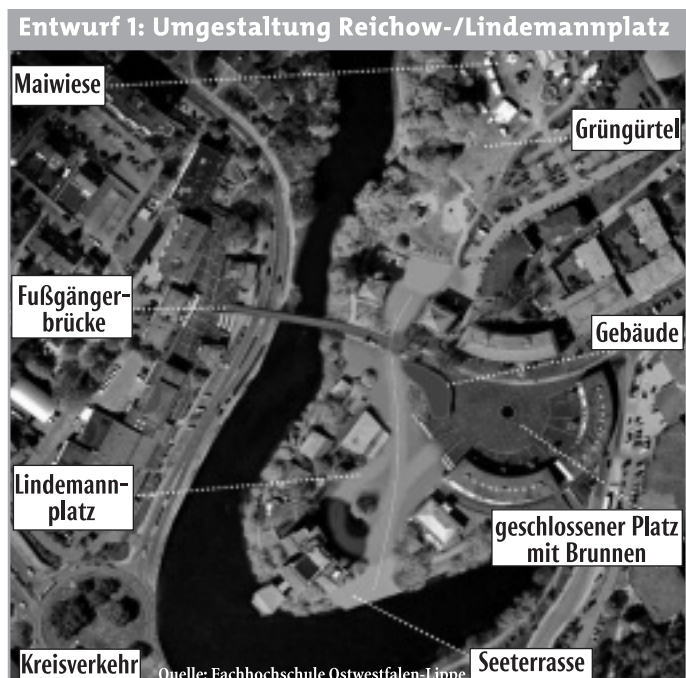 Entwurf 1: Umgestaltung Reichow-/Lindemannplatz
Maiwiese
Grüngürtel
Fußgänger-
brücke
Gebäude
Lindemann-
platz
geschlossener Platz
mit Brunnen
Kreisverkehr
Quelle: Fachhochschule Ostwestfalen-Lippe
Seeterrasse